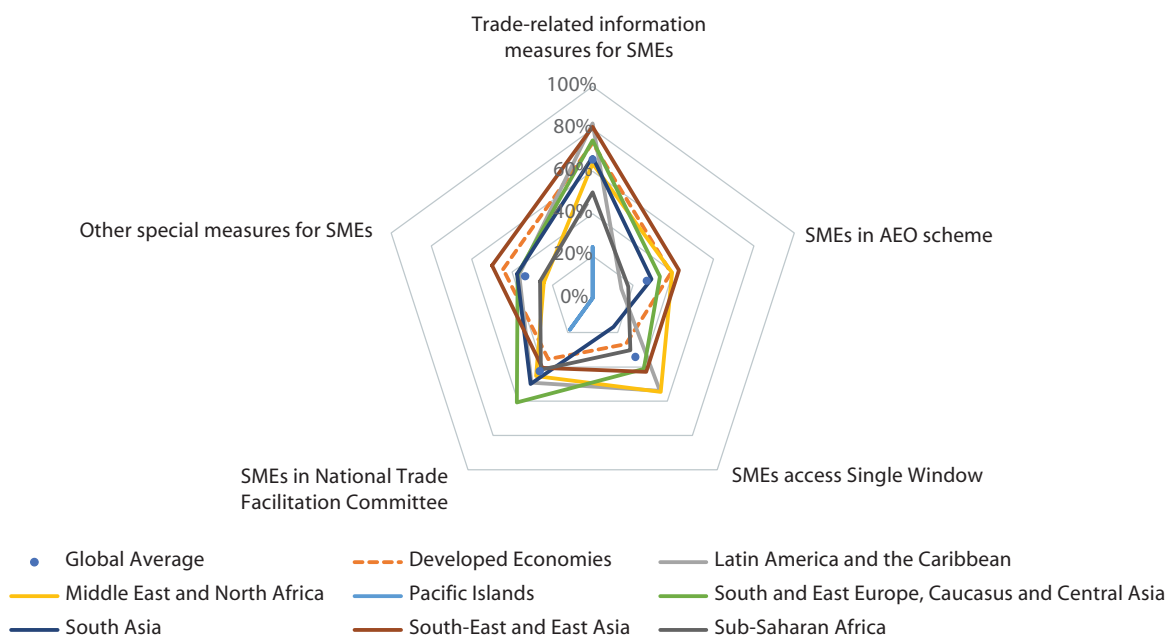 Trade-related information
measures for SMEs
100%
80%
60%
40%
20%
0%
Other special measures for SMEs
SMEs in AEO scheme
SMEs in National Trade
Facilitation Committee
SMEs access Single Window
Global Average
Developed Economies
Latin America and the Caribbean
Middle East and North Africa
Pacific Islands
South and East Europe, Caucasus and Central Asia
South Asia
South-East and East Asia
Sub-Saharan Africa